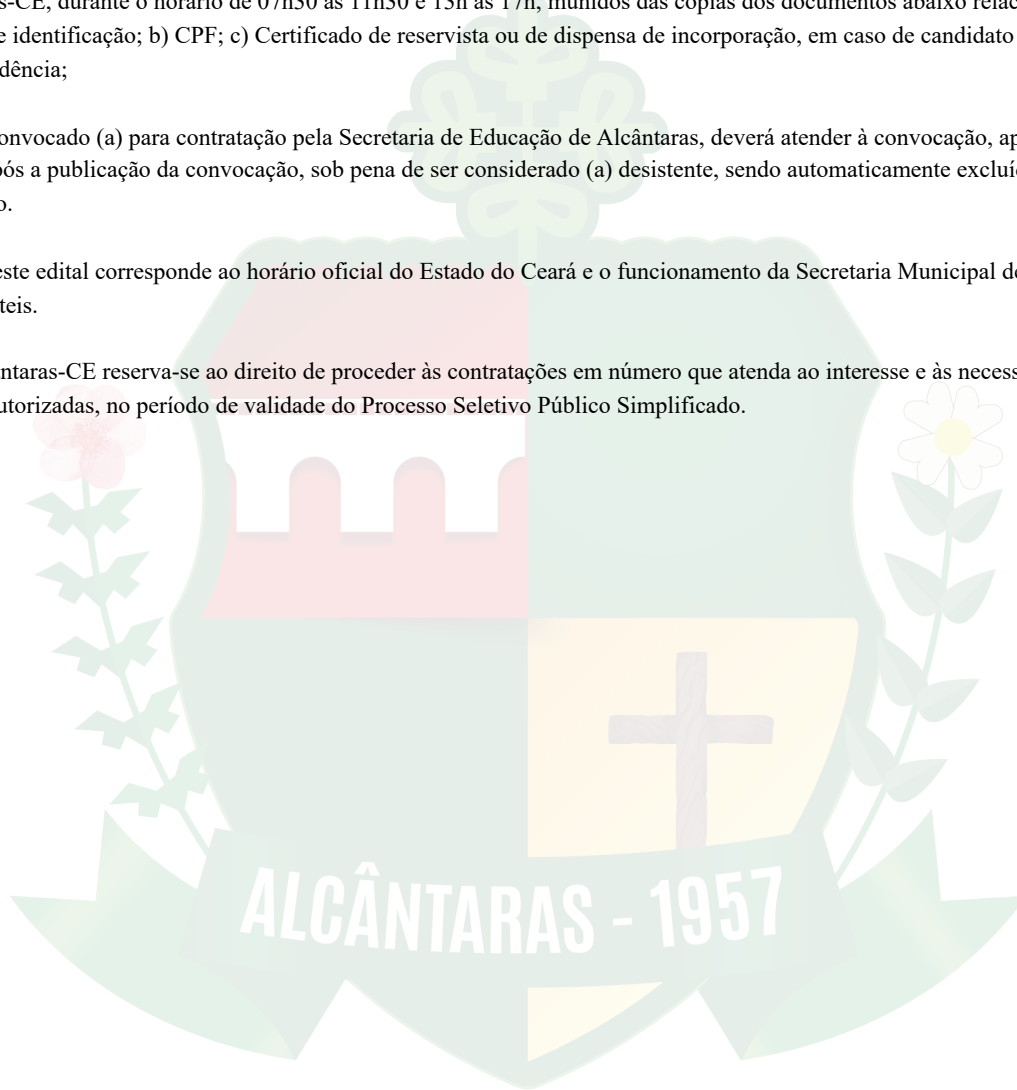 s-CE, durante o horário de 07h30 às 11h30 e 13h às 17h, munidos das cópias dos documentos abaixo relac
e identificação; b) CPF; c) Certificado de reservista ou de dispensa de incorporação, em caso de candidato
dência;
onvocado (a) para contratação pela Secretaria de Educação de Alcântaras, deverá atender à convocação, ap
pós a publicação da convocação, sob pena de ser considerado (a) desistente, sendo automaticamente excluí
o.
este edital corresponde ao horário oficial do Estado do Ceará e o funcionamento da Secretaria Municipal de
teis.
ntaras-CE reserva-se ao direito de proceder às contratações em número que atenda ao interesse e às necess
utorizadas, no período de validade do Processo Seletivo Público Simplificado.
ALCÂNTARAS - 1957